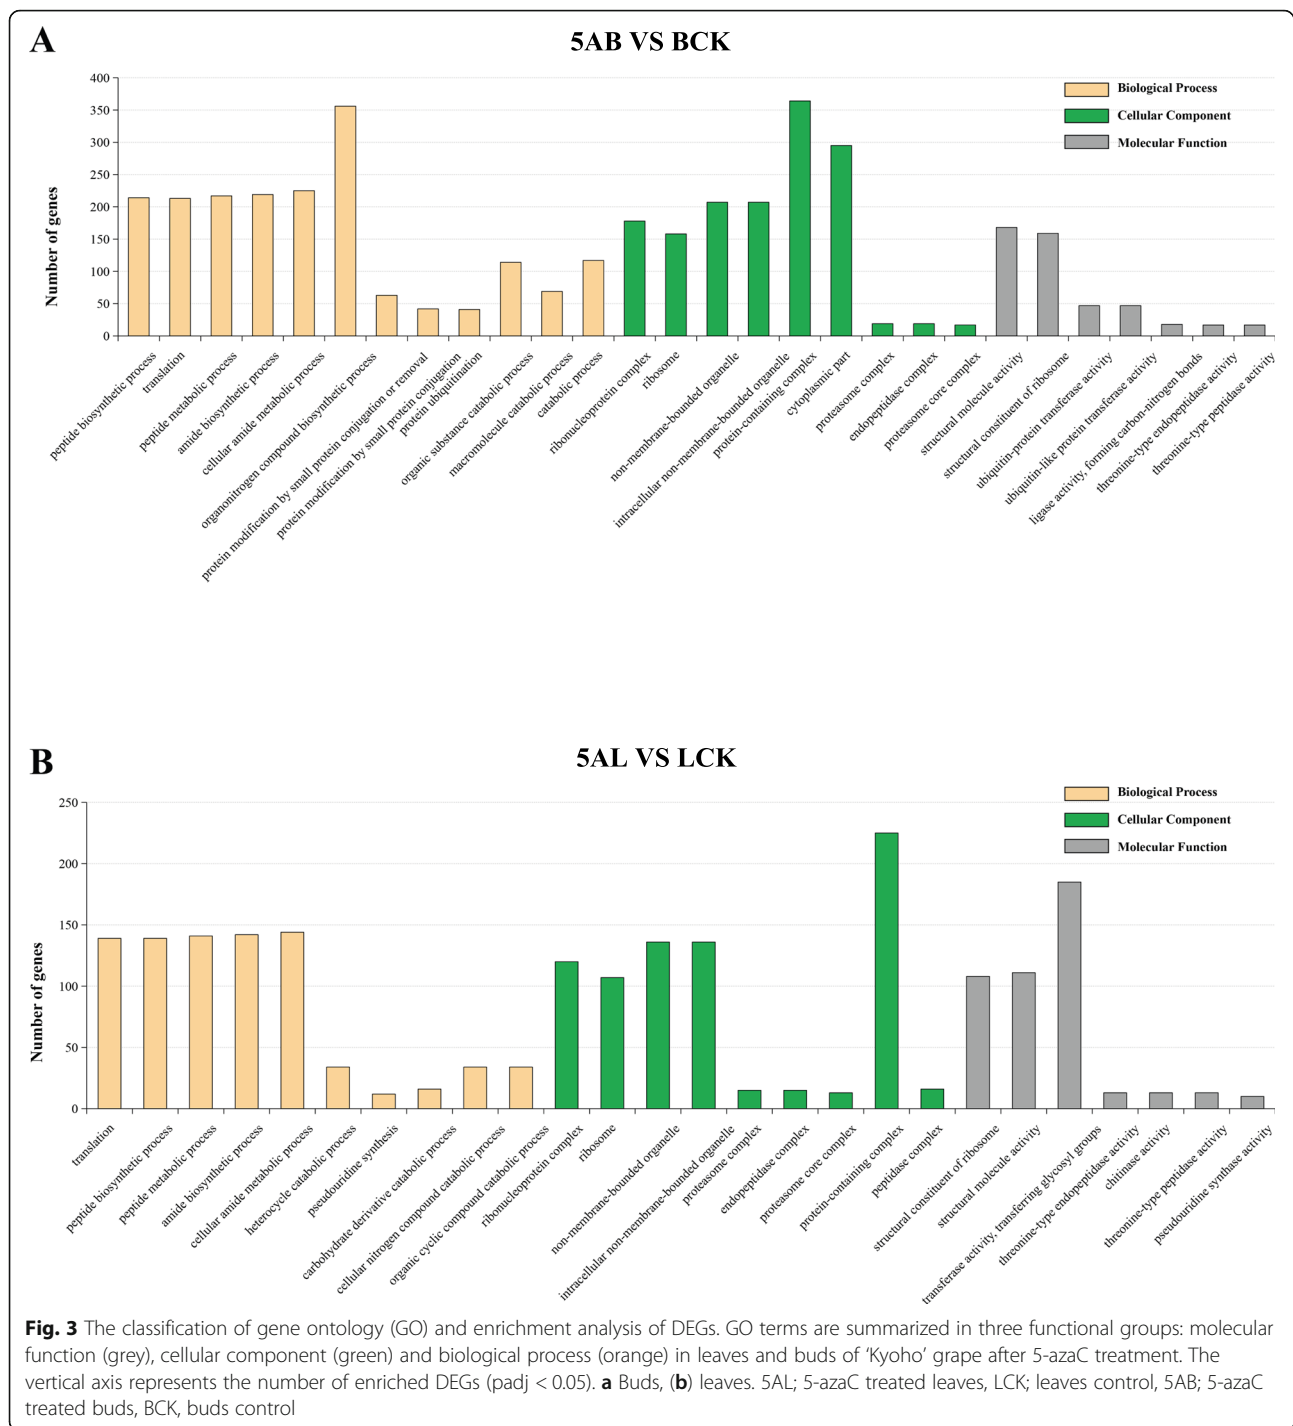 A
5AB VS BCK
Number of genes
400
350
300
250
200
150
100
50
0
Biological Process
Cellular Component
Molecular Function
peptide biosynthetic process
translation
peptide metabolic process
amide biosynthetic process
cellular amide metabolic process
organonitrogen compound biosynthetic process
protein modification by small protein conjugation or removal
protein modification by small protein conjugation
protein ubiquitination
organic substance catabolic process
macromolecule catabolic process
catabolic process
ribonucleoprotein complex
ribosome
non-membrane-bounded organelle
intracellular non-membrane-bounded organelle
protein-containing complex
cytoplasmic part
proteasome complex
endopeptidase complex
proteasome core complex
structural molecule activity
structural constituent of ribosome
ubiquitin-protein transferase activity
ubiquitin-like protein transferase activity
ligase activity, forming carbon-nitrogen bonds
threonine-type endopeptidase activity
threonine-type peptidase activity
B
5AL VS LCK
Number of genes
250
200
150
100
50
0
Biological Process
Cellular Component
Molecular Function
translation
peptide biosynthetic process
peptide metabolic process
amide biosynthetic process
cellular amide metabolic process
heterocycle catabolic process
pseudouridine synthesis
carbohydrate derivative catabolic process
cellular nitrogen compound catabolic process
organic cyclic compound catabolic process
ribonucleoprotein complex
ribosome
non-membrane-bounded organelle
intracellular non-membrane-bounded organelle
proteasome complex
endopeptidase complex
proteasome core complex
protein-containing complex
peptidase complex
structural constituent of ribosome
structural molecule activity
transferase activity, transferring glycosyl groups
threonine-type endopeptidase activity
chitinase activity
threonine-type peptidase activity
pseudouridine synthase activity
Fig. 3 The classification of gene ontology (GO) and enrichment analysis of DEGs. GO terms are summarized in three functional groups: molecular
function (grey), cellular component (green) and biological process (orange) in leaves and buds of ‘Kyoho’ grape after 5-azaC treatment. The
vertical axis represents the number of enriched DEGs (padj < 0.05). a Buds, (b) leaves. 5AL; 5-azaC treated leaves, LCK; leaves control, 5AB; 5-azaC
treated buds, BCK, buds control